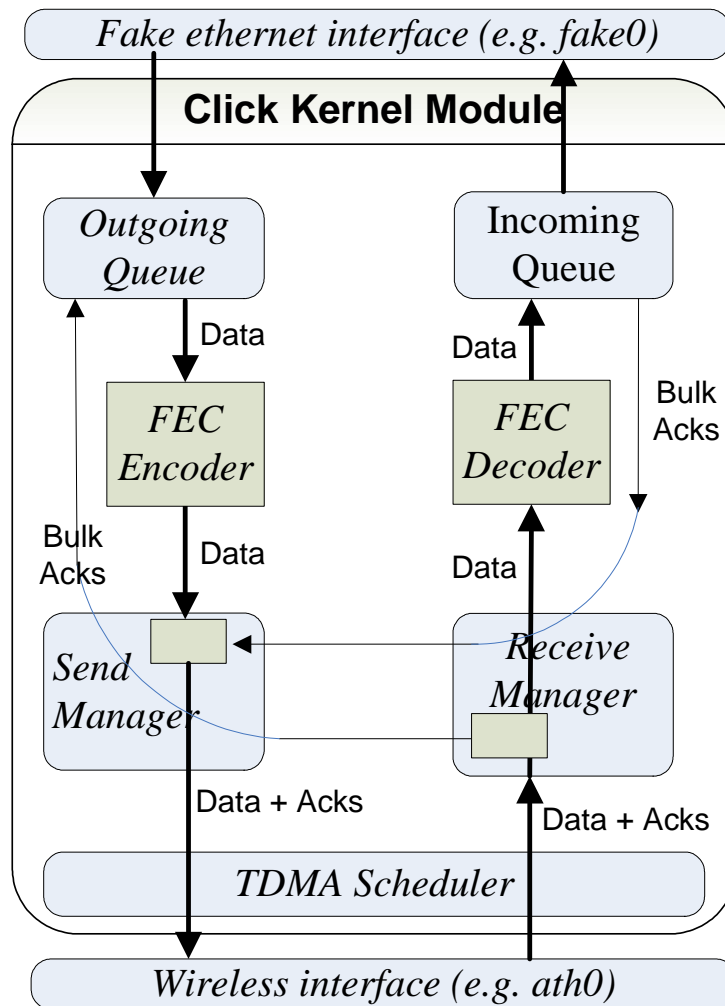 Fake ethernet interface (e.g. fake0)
Click Kernel Module
Outgoing
Queue
Incoming
Queue
Data
Data
Bulk
Acks
FEC
Encoder
FEC
Decoder
Bulk
Acks
Data
Data
Send
Manager
Receive
Manager
Data + Acks
Data + Acks
TDMA Scheduler
Wireless interface (e.g. ath0)